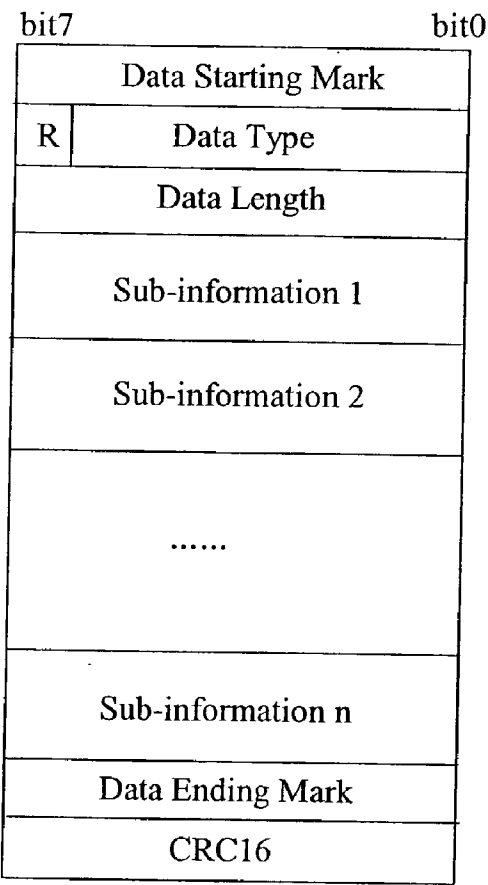 bit7 bit0
Data Starting Mark
R Data Type
Data Length
Sub-information 1
Sub-information 2
......
Sub-information n
Data Ending Mark
CRC16